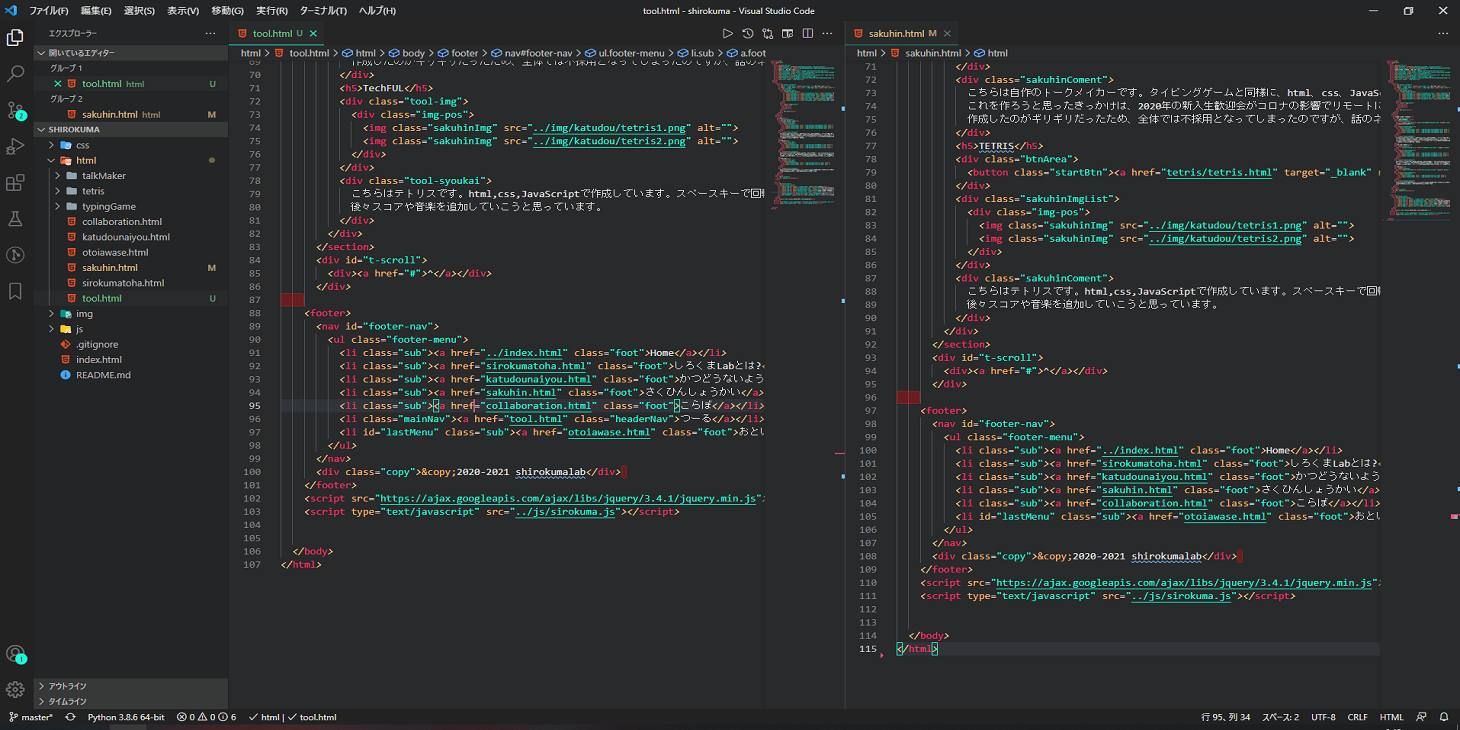 ファイル(F) 編集(E) 選択(S) 表示(V) 移動(G) 実行(R) ターミナル(T) ヘルプ(H)
tool.html - shirokuma - Visual Studio Code
エクスプローラー
開いているエディター
グループ 1
tool.html html U
グループ 2
sakuhin.html html M
SHIROKUMA
css
html
talkMaker
tetris
typingGame
collaboration.html
katudounaiyou.html
otoiawase.html
sakuhin.html M
sirokumatoha.html
tool.html U
img
js
.gitignore
index.html
README.md
アウトライン
タイムライン
tool.html U
html > tool.html > html > body > footer > nav#footer-nav > ul.footer-menu > li.sub > a.foot
69 作成したのがギリギリだったため、全体では不採用となってしまったのですが、話のネ
70 </div>
71 <h5>TechFUL</h5>
72 <div class="tool-img">
73 <div class="img-pos">
74 <img class="sakuhinImg" src="../img/katudou/tetris1.png" alt="">
75 <img class="sakuhinImg" src="../img/katudou/tetris2.png" alt="">
76 </div>
77 </div>
78 <div class="tool-syoukai">
79 こちらはテトリスです。html,css,JavaScriptで作成しています。スペースキーで回
80 後々スコアや音楽を追加していこうと思っています。
81 </div>
82 </div>
83 </section>
84 <div id="t-scroll">
85 <div><a href="#">^</a></div>
86 </div>
87
88 <footer>
89 <nav id="footer-nav">
90 <ul class="footer-menu">
91 <li class="sub"><a href="../index.html" class="foot">Home</a></li>
92 <li class="sub"><a href="sirokumatoha.html" class="foot">しろくまLabとは?<
93 <li class="sub"><a href="katudounaiyou.html" class="foot">かつどうないよう
94 <li class="sub"><a href="sakuhin.html" class="foot">さくひんしょうかい</a>
95 <li class="sub"><a href="collaboration.html" class="foot">こらぼ</a></li>
96 <li class="mainNav"><a href="tool.html" class="headerNav">つーる</a></li>
97 <li id="lastMenu" class="sub"><a href="otoiawase.html" class="foot">おとい
98 </ul>
99 </nav>
100 <div class="copy">&copy;2020-2021 shirokumalab</div>
101 </footer>
102 <script src="https://ajax.googleapis.com/ajax/libs/jquery/3.4.1/jquery.min.js">
103 <script type="text/javascript" src="../js/sirokuma.js"></script>
104
105
106 </body>
107 </html>
sakuhin.html M
html > sakuhin.html > html
71 </div>
72 <div class="sakuhinComent">
73 こちらは自作のトークメイカーです。タイピングゲームと同様に、html、css、JavaSc
74 これを作ろうと思ったきっかけは、2020年の新入生歓迎会がコロナの影響でリモートに
75 作成したのがギリギリだったため、全体では不採用となってしまったのですが、話のネ
76 </div>
77 <h5>TETRIS</h5>
78 <div class="btnArea">
79 <button class="startBtn"><a href="tetris/tetris.html" target="_blank"
80 </div>
81 <div class="sakuhinImgList">
82 <div class="img-pos">
83 <img class="sakuhinImg" src="../img/katudou/tetris1.png" alt="">
84 <img class="sakuhinImg" src="../img/katudou/tetris2.png" alt="">
85 </div>
86 </div>
87 <div class="sakuhinComent">
88 こちらはテトリスです。html,css,JavaScriptで作成しています。スペースキーで回転
89 後々スコアや音楽を追加していこうと思っています。
90 </div>
91 </div>
92 </section>
93 <div id="t-scroll">
94 <div><a href="#">^</a></div>
95 </div>
96
97 <footer>
98 <nav id="footer-nav">
99 <ul class="footer-menu">
100 <li class="sub"><a href="../index.html" class="foot">Home</a></li>
101 <li class="sub"><a href="sirokumatoha.html" class="foot">しろくまLabとは?<
102 <li class="sub"><a href="katudounaiyou.html" class="foot">かつどうないよう
103 <li class="sub"><a href="sakuhin.html" class="foot">さくひんしょうかい</a>
104 <li class="sub"><a href="collaboration.html" class="foot">こらぼ</a></li>
105 <li id="lastMenu" class="sub"><a href="otoiawase.html" class="foot">おとい
106 </ul>
107 </nav>
108 <div class="copy">&copy;2020-2021 shirokumalab</div>
109 </footer>
110 <script src="https://ajax.googleapis.com/ajax/libs/jquery/3.4.1/jquery.min.js">
111 <script type="text/javascript" src="../js/sirokuma.js"></script>
112
113
114 </body>
115 </html>
master* Python 3.8.6 64-bit 0 0 6 html | tool.html
行 95、列 34 スペース: 2 UTF-8 CRLF HTML